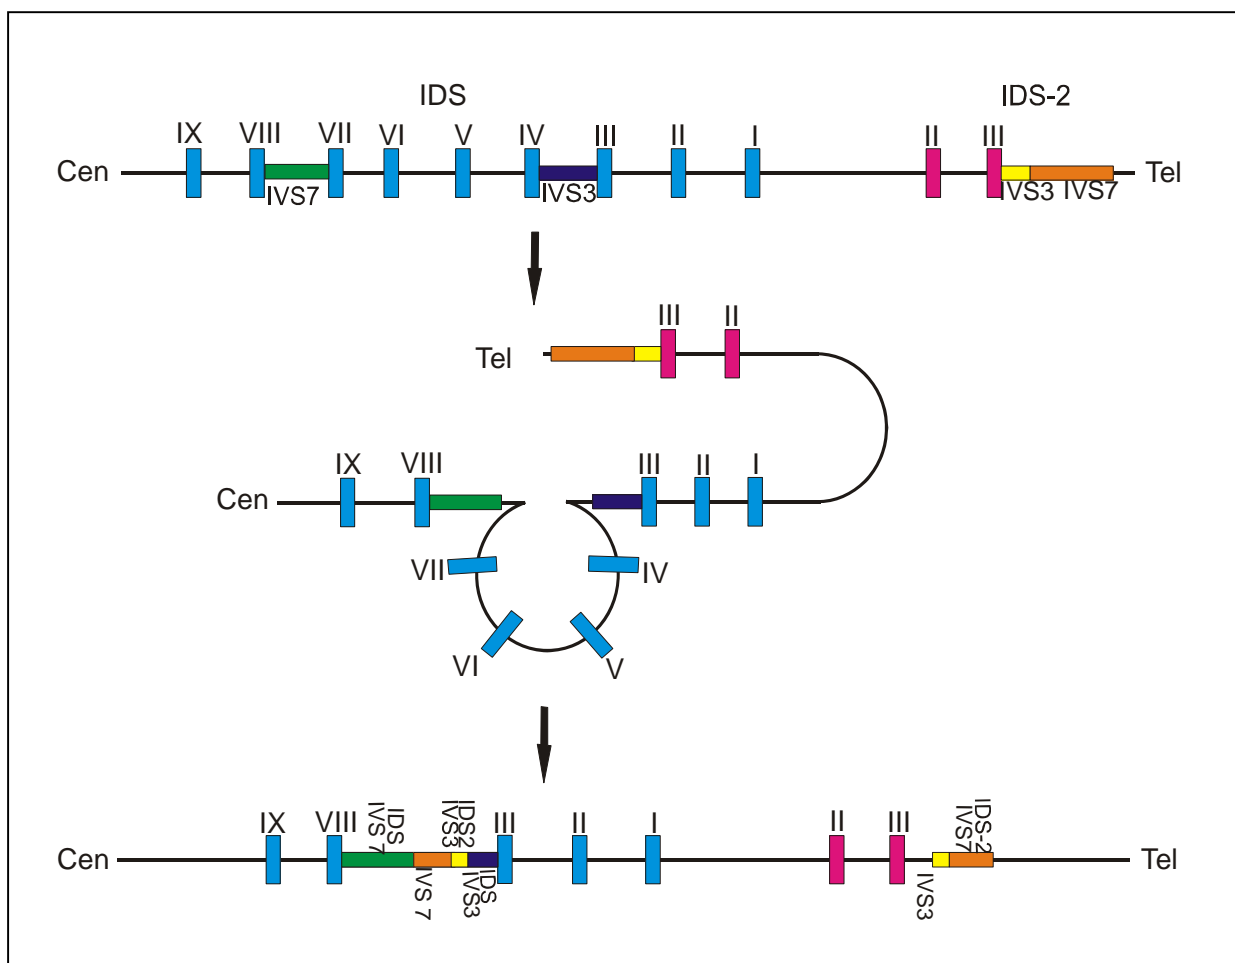 IDS IDS-2
IX VIII VII VI V IV III II I II III
Cen Tel
IVS7 IVS3 IVS3 IVS7
III II
Tel
IX VIII III II I
Cen
VII IV
VI V
IX VIII IDS IVS 7 IDS2 IVS3 III II I II III IDS-2 IVS7
Cen Tel
IVS 7 IDS IVS3 IVS3